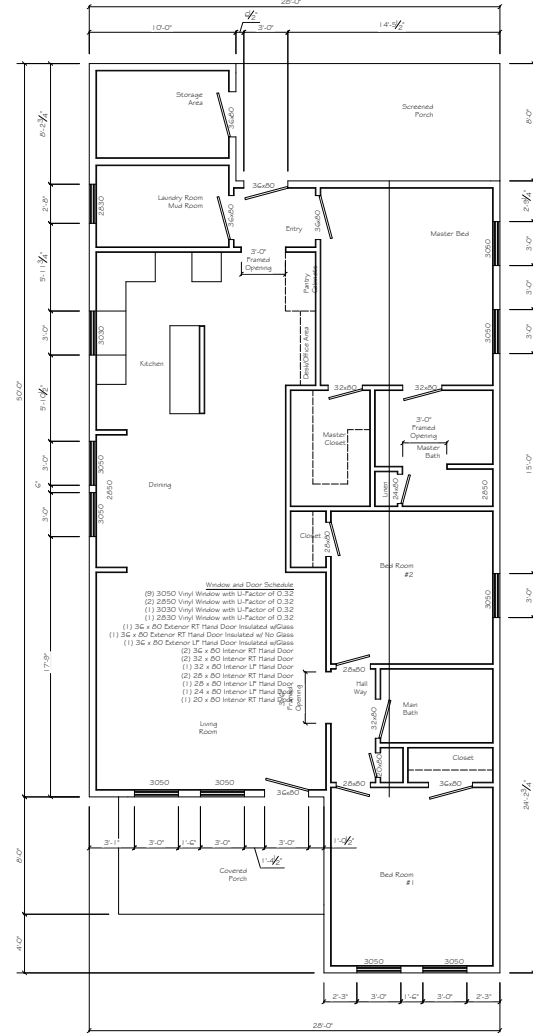 28'-0"
10'-0"
6½"
3'-0"
14'-5½"
Storage
Area
36x80
Screened
Porch
8'-2¾"
8'-0"
36x80
Laundry Room
Mud Room
2830
36x80
Entry
36x80
2'-8"
3'-0"
Framed
Opening
Pantry
Master Bed
3050
3'-0"
5'-11¾"
3'-0"
3030
3'-0"
Kitchen
Desk/Office Area
3050
3'-0"
50'-0"
5'-10½"
32x80
32x80
3'-0"
Framed
Opening
Master
Bath
Master
Closet
15'-0"
3'-0"
3050
6"
2850
Dinning
Linen
24x80
2850
3'-0"
3050
Closet
28x80
Bed Room
#2
3050
3'-0"
Window and Door Schedule
(9) 3050 Vinyl Window with U-Factor of 0.32
(2) 2850 Vinyl Window with U-Factor of 0.32
(1) 3030 Vinyl Window with U-Factor of 0.32
(1) 2830 Vinyl Window with U-Factor of 0.32
(1) 36 x 80 Exterior RT Hand Door Insulated w/Glass
(1) 36 x 80 Exterior RT Hand Door Insulated w/ No Glass
(1) 36 x 80 Exterior LF Hand Door Insulated w/Glass
(2) 36 x 80 Interior RT Hand Door
(2) 32 x 80 Interior RT Hand Door
(1) 32 x 80 Interior LF Hand Door
(2) 28 x 80 Interior RT Hand Door
(1) 28 x 80 Interior LF Hand Door
(1) 24 x 80 Interior LF Hand Door
(1) 20 x 80 Interior RT Hand Door
17'-9"
28x80
Framed
Opening
Hall
Way
Main
Bath
32x80
Living
Room
20x80
Closet
3050
3050
36x80
28x80
36x80
24'-2¾"
3'-1"
3'-0"
1'-6"
3'-0"
3'-0"
1'-0½"
1'-4½"
8'-0"
Covered
Porch
Bed Room
#1
4'-0"
3050
3050
2'-3"
3'-0"
1'-6"
3'-0"
2'-3"
28'-0"